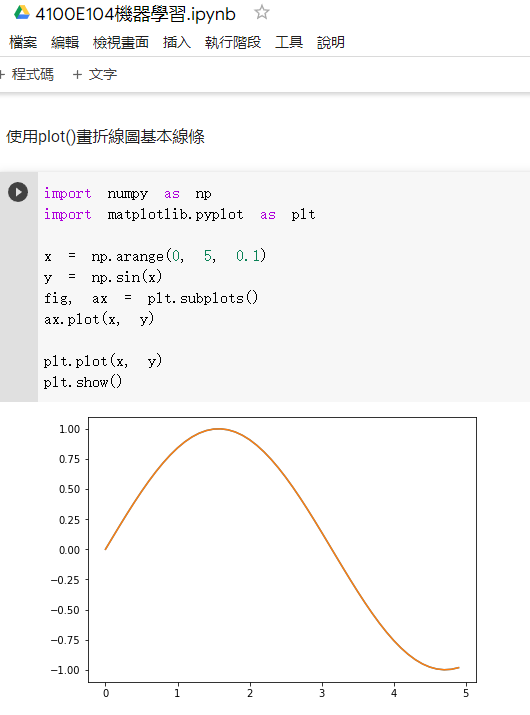 4100E104機器學習.ipynb
檔案 編輯 檢視畫面 插入 執行階段 工具 說明
+ 程式碼 + 文字
使用plot()畫折線圖基本線條
import numpy as np
import matplotlib.pyplot as plt
x = np.arange(0, 5, 0.1)
y = np.sin(x)
fig, ax = plt.subplots()
ax.plot(x, y)
plt.plot(x, y)
plt.show()
1.00
0.75
0.50
0.25
0.00
−0.25
−0.50
−0.75
−1.00
0 1 2 3 4 5